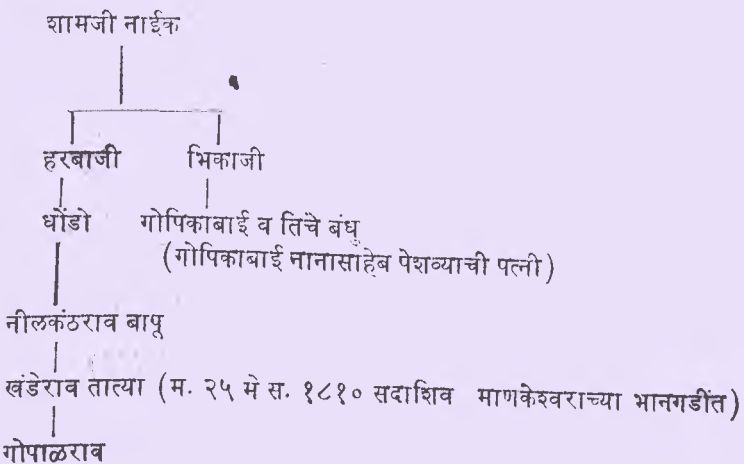 शामजी नाईक
हरबाजी भिकाजी
धोंडो गोपिकाबाई व तिचे बंधु
(गोपिकाबाई नानासाहेब पेशव्याची पत्नी)
नीलकंठराव बापू
खंडेराव तात्या (म. २५ मे स. १८१० सदाशिव माणकेश्वराच्या भानगडींत)
गोपाळराव